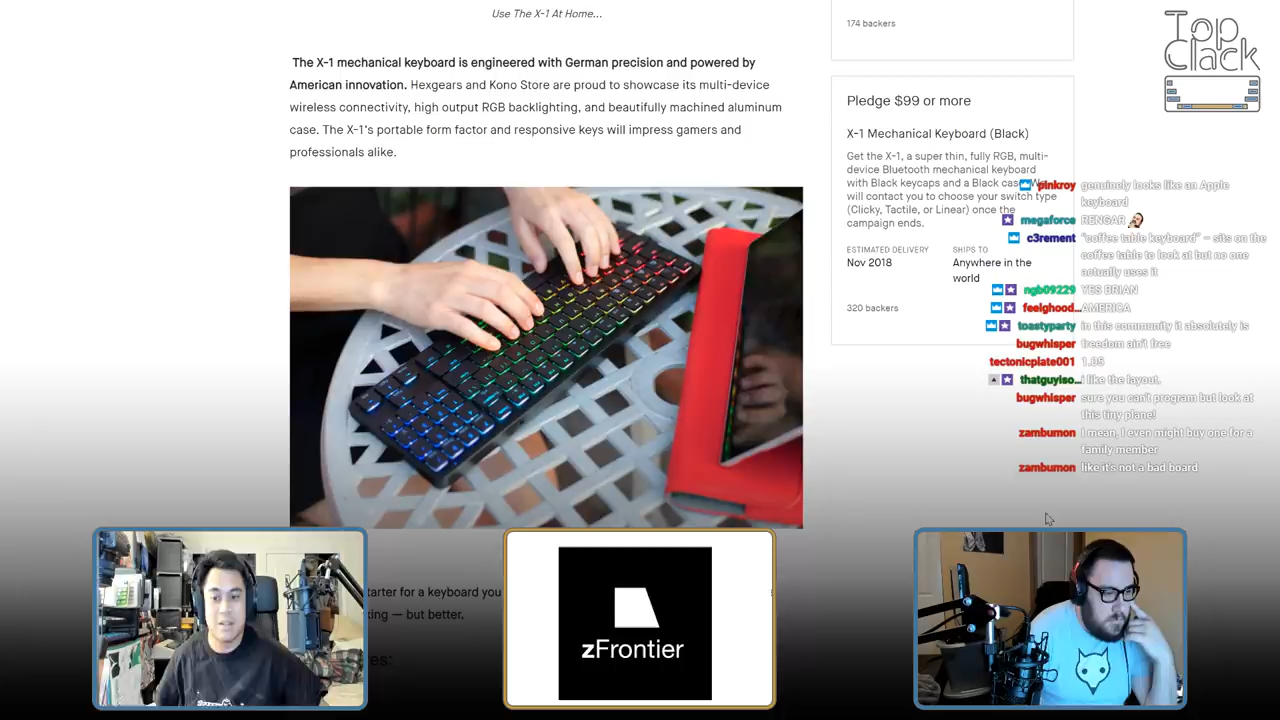 Use The X-1 At Home...
The X-1 mechanical keyboard is engineered with German precision and powered by
American innovation. Hexgears and Kono Store are proud to showcase its multi-device
wireless connectivity, high output RGB backlighting, and beautifully machined aluminum
case. The X-1's portable form factor and responsive keys will impress gamers and
professionals alike.
174 backers
Pledge $99 or more
X-1 Mechanical Keyboard (Black)
Get the X-1, a super thin, fully RGB, multi-
device Bluetooth mechanical keyboard
with Black keycaps and a Black case.
will contact you to choose your switch type
(Clicky, Tactile, or Linear) once the
campaign ends.
ESTIMATED DELIVERY
Nov 2018
SHIPS TO
Anywhere in the
world
320 backers
Top
Clack
pinkroy genuinely looks like an Apple
keyboard
megaforce RENGAR
c3rement "coffee table keyboard" – sits on the
coffee table to look at but no one
actually uses it
ngb09229 YES BRIAN
feelghood... AMERICA
toastyparty in this community it absolutely is
bugwhisper freedom ain't free
tectonicplate001 1.05
thatguyiso... i like the layout.
bugwhisper sure you can't program but look at
this tiny plane!
zambumon I mean, I even might buy one for a
family member
zambumon like it's not a bad board
tarter for a keyboard you
king — but better.
es:
zFrontier